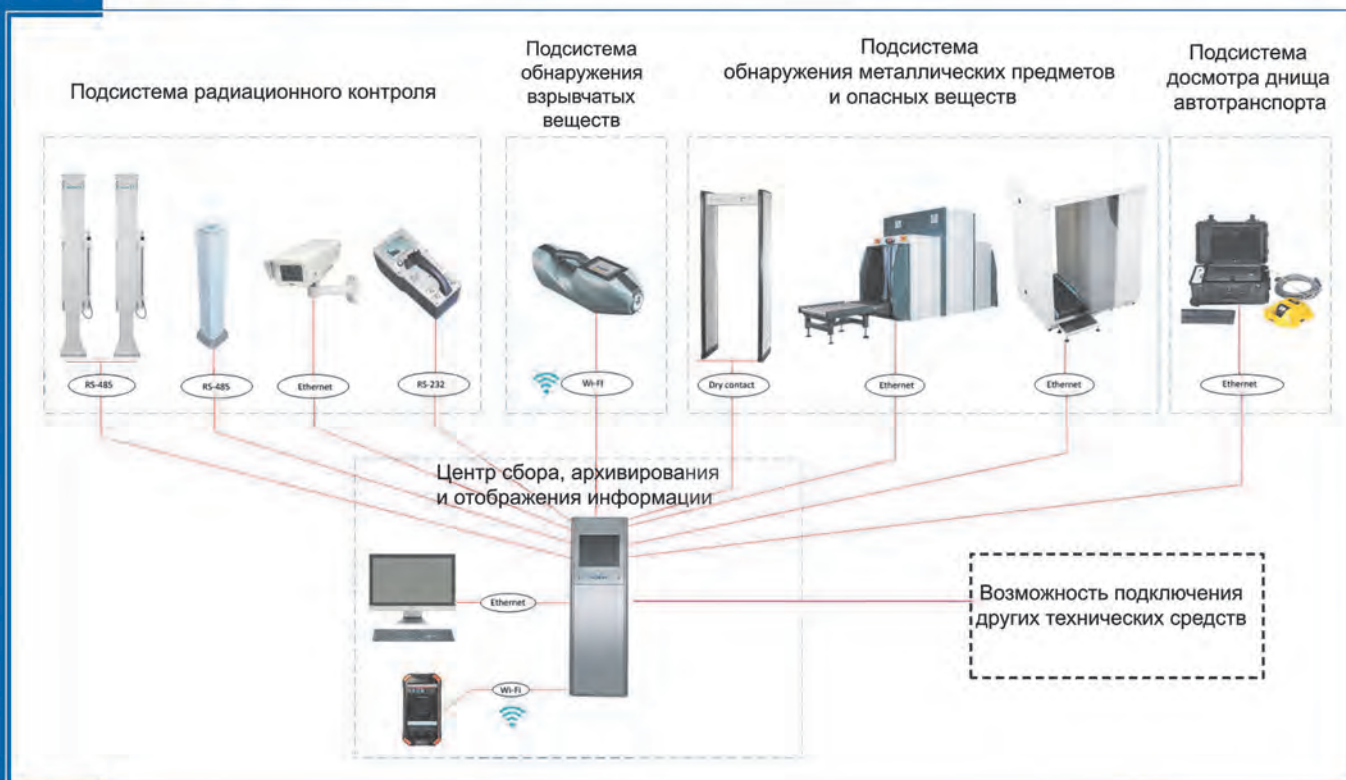 Подсистема радиационного контроля
Подсистема
обнаружения
взрывчатых
веществ
Подсистема
обнаружения металлических предметов
и опасных веществ
Подсистема
досмотра днища
автотранспорта
RS-485
RS-485
Ethernet
RS-232
Wi-Ff
Dry contact
Ethernet
Ethernet
Ethernet
Центр сбора, архивирования
и отображения информации
Ethernet
Wi-Fi
Возможность подключения
других технических средств